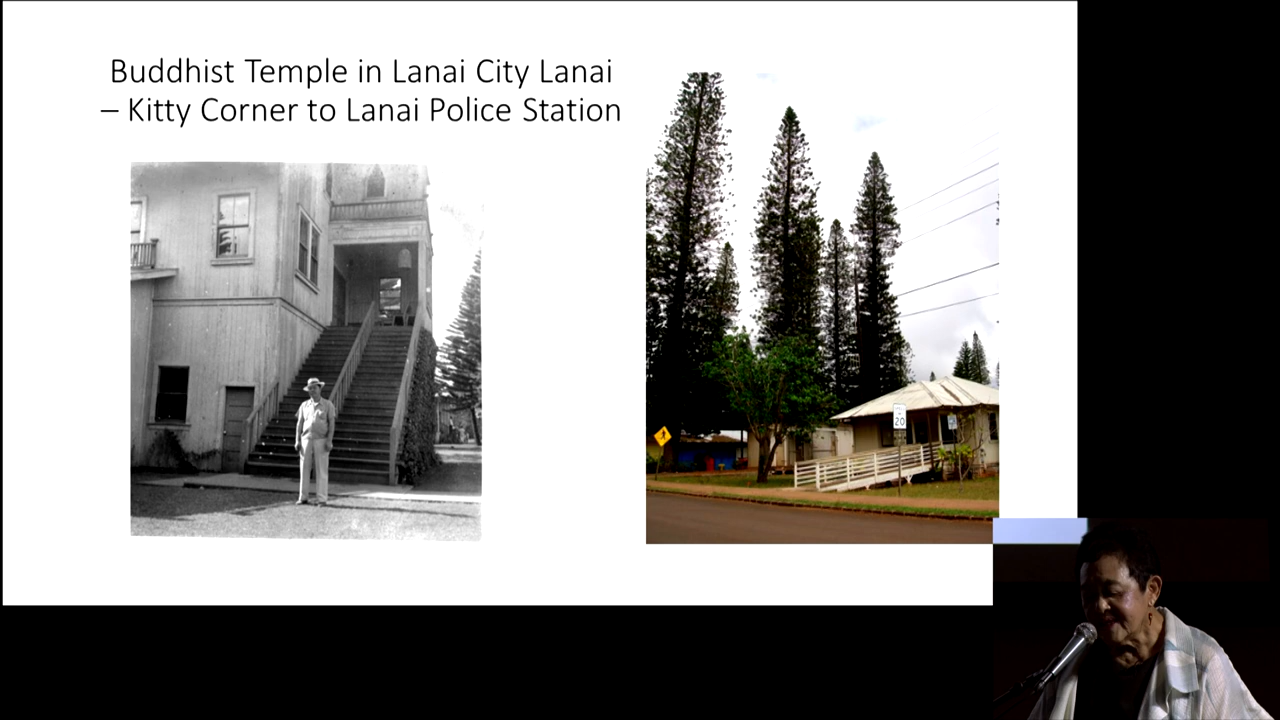 Buddhist Temple in Lanai City Lanai
– Kitty Corner to Lanai Police Station
20